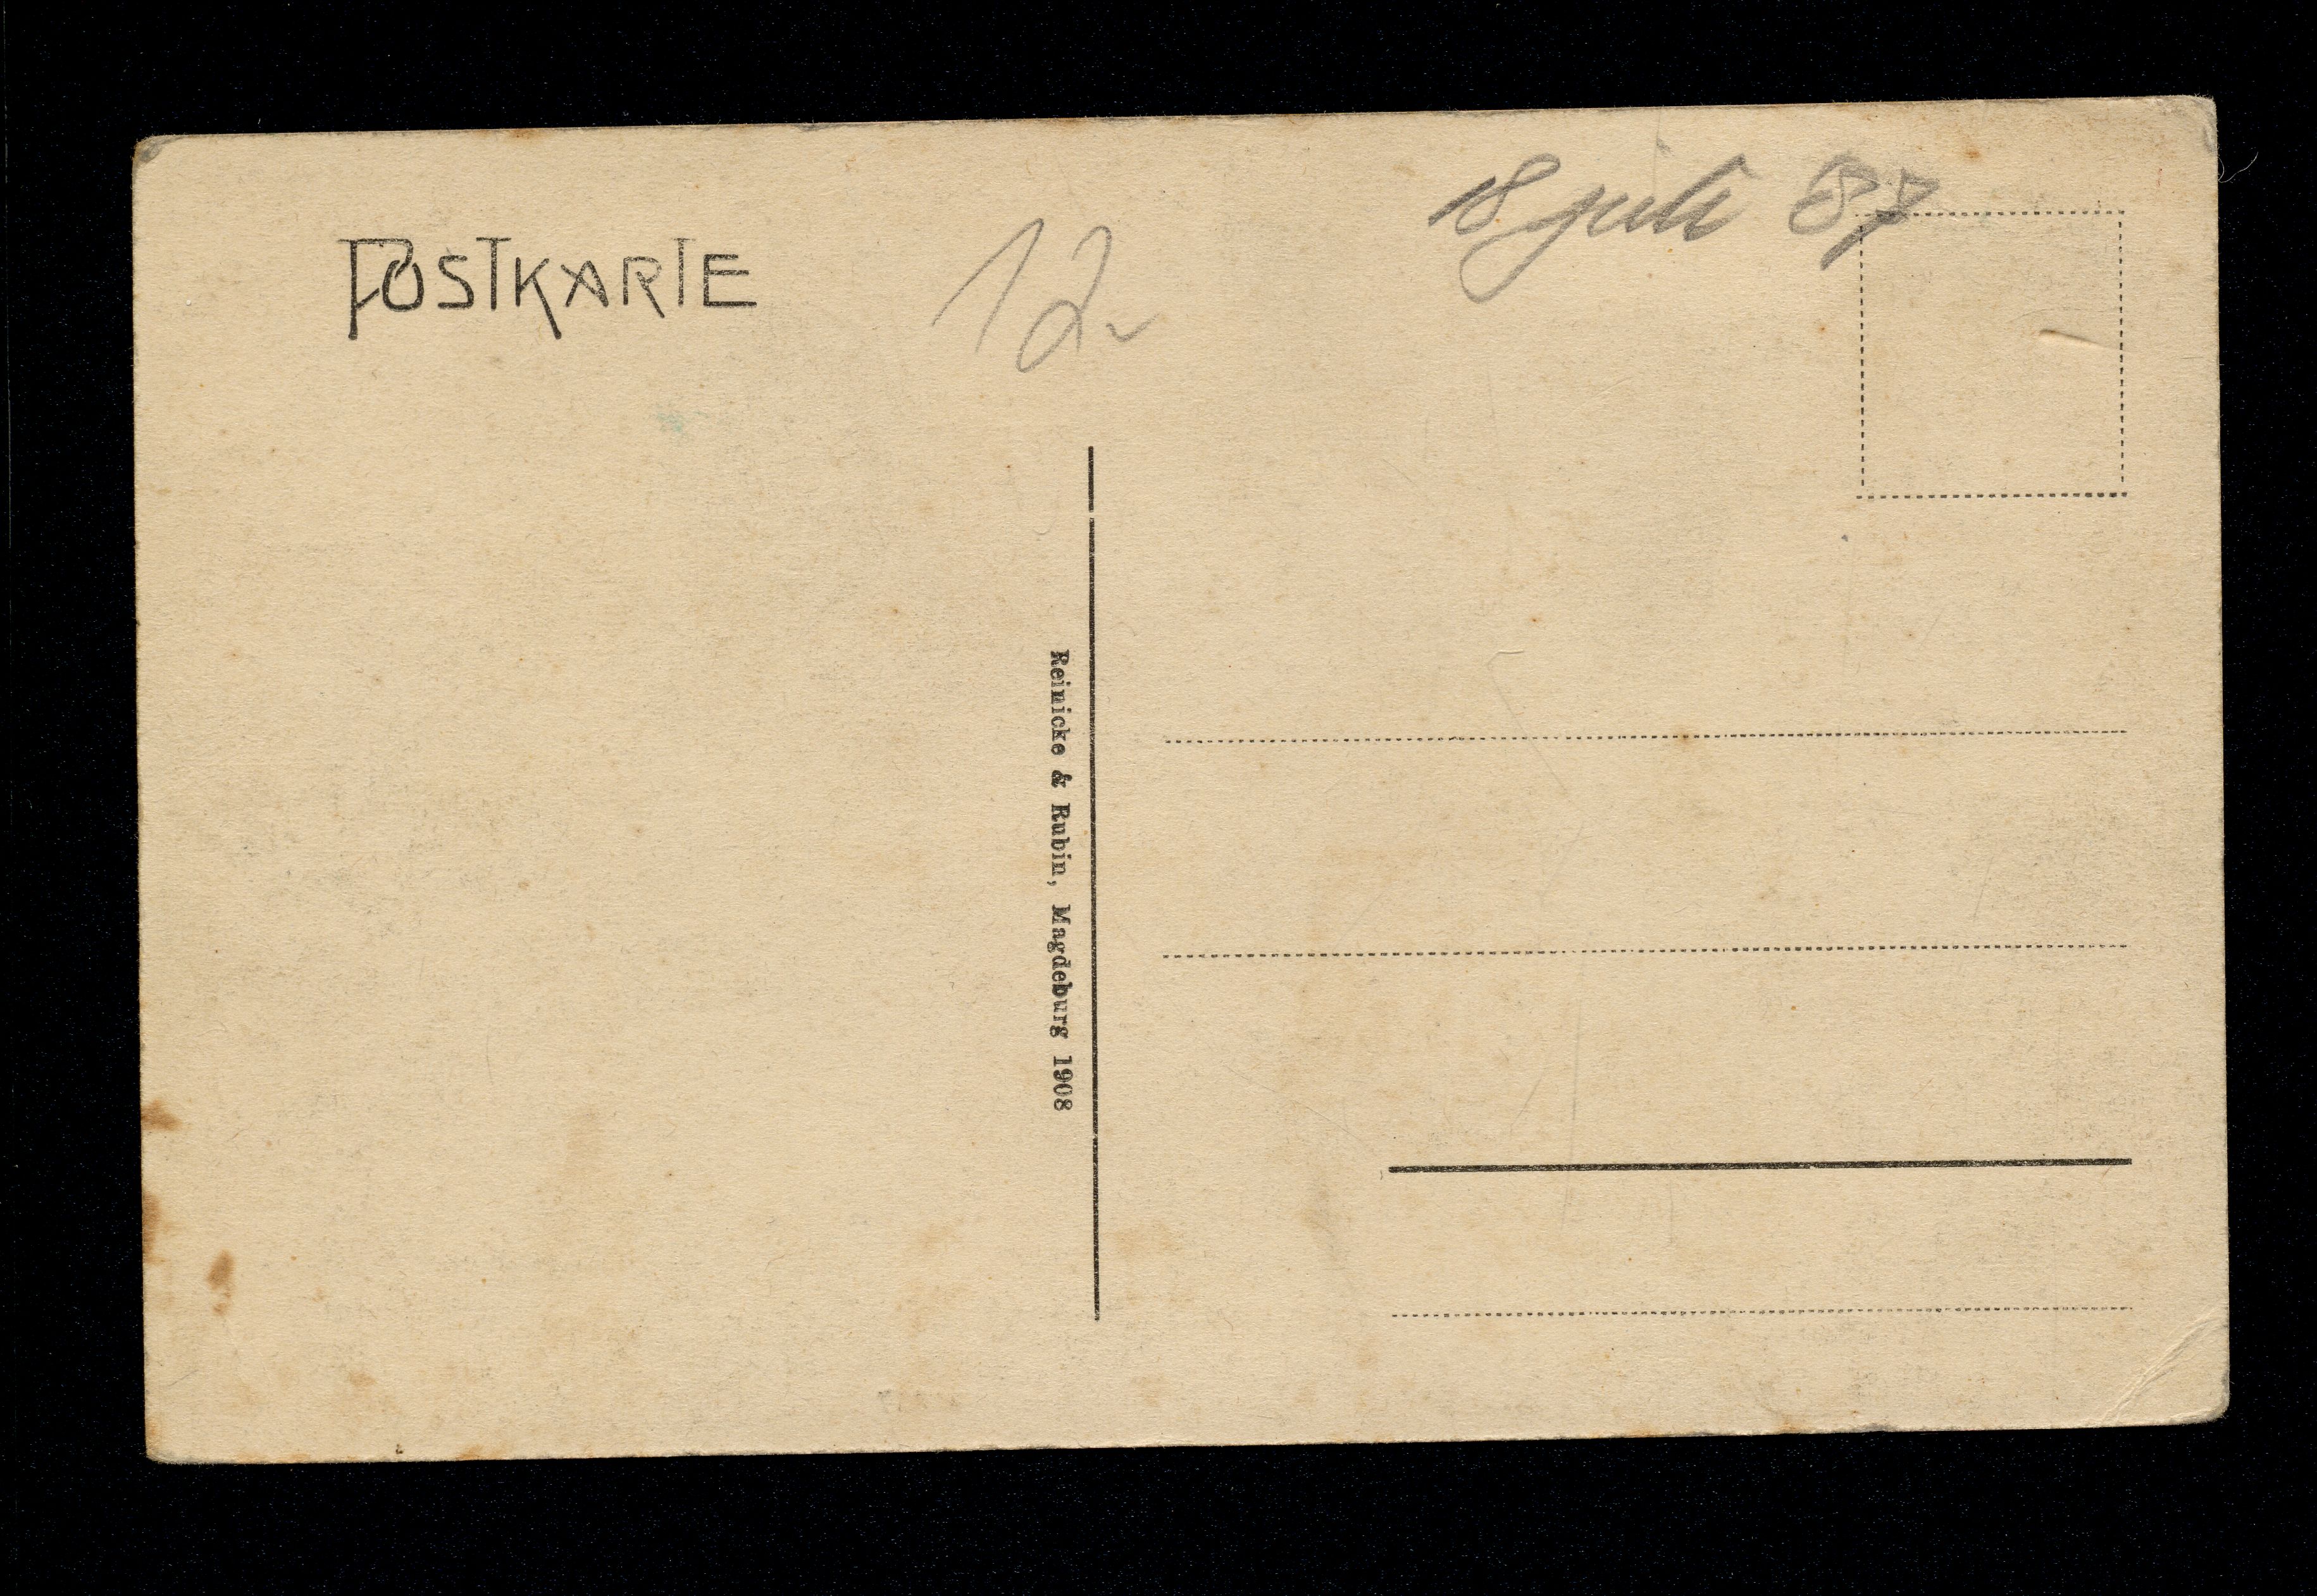 POSTKARTE
12.-
18 juli 87
Reinicke & Rubin, Magdeburg 1908